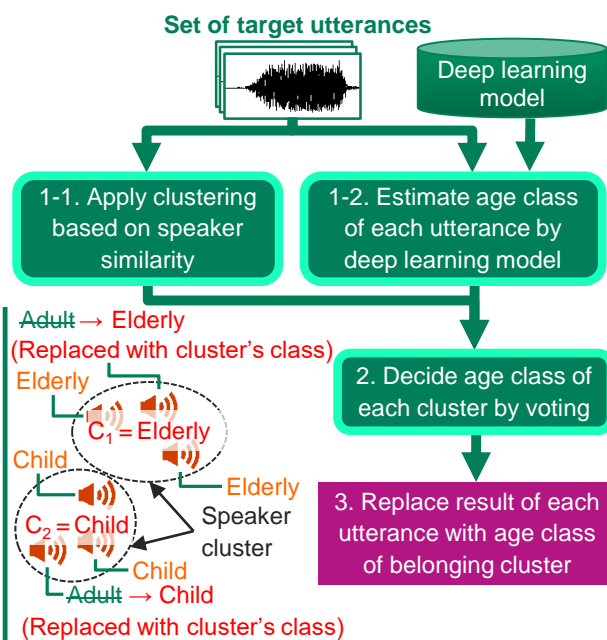 Set of target utterances
Deep learning
model
1-1. Apply clustering
based on speaker
similarity
1-2. Estimate age class
of each utterance by
deep learning model
Adult → Elderly
(Replaced with cluster's class)
Elderly
C₁ = Elderly
Elderly
Child
C₂ = Child
Speaker
cluster
Child
Adult → Child
(Replaced with cluster's class)
2. Decide age class of
each cluster by voting
3. Replace result of each
utterance with age class
of belonging cluster